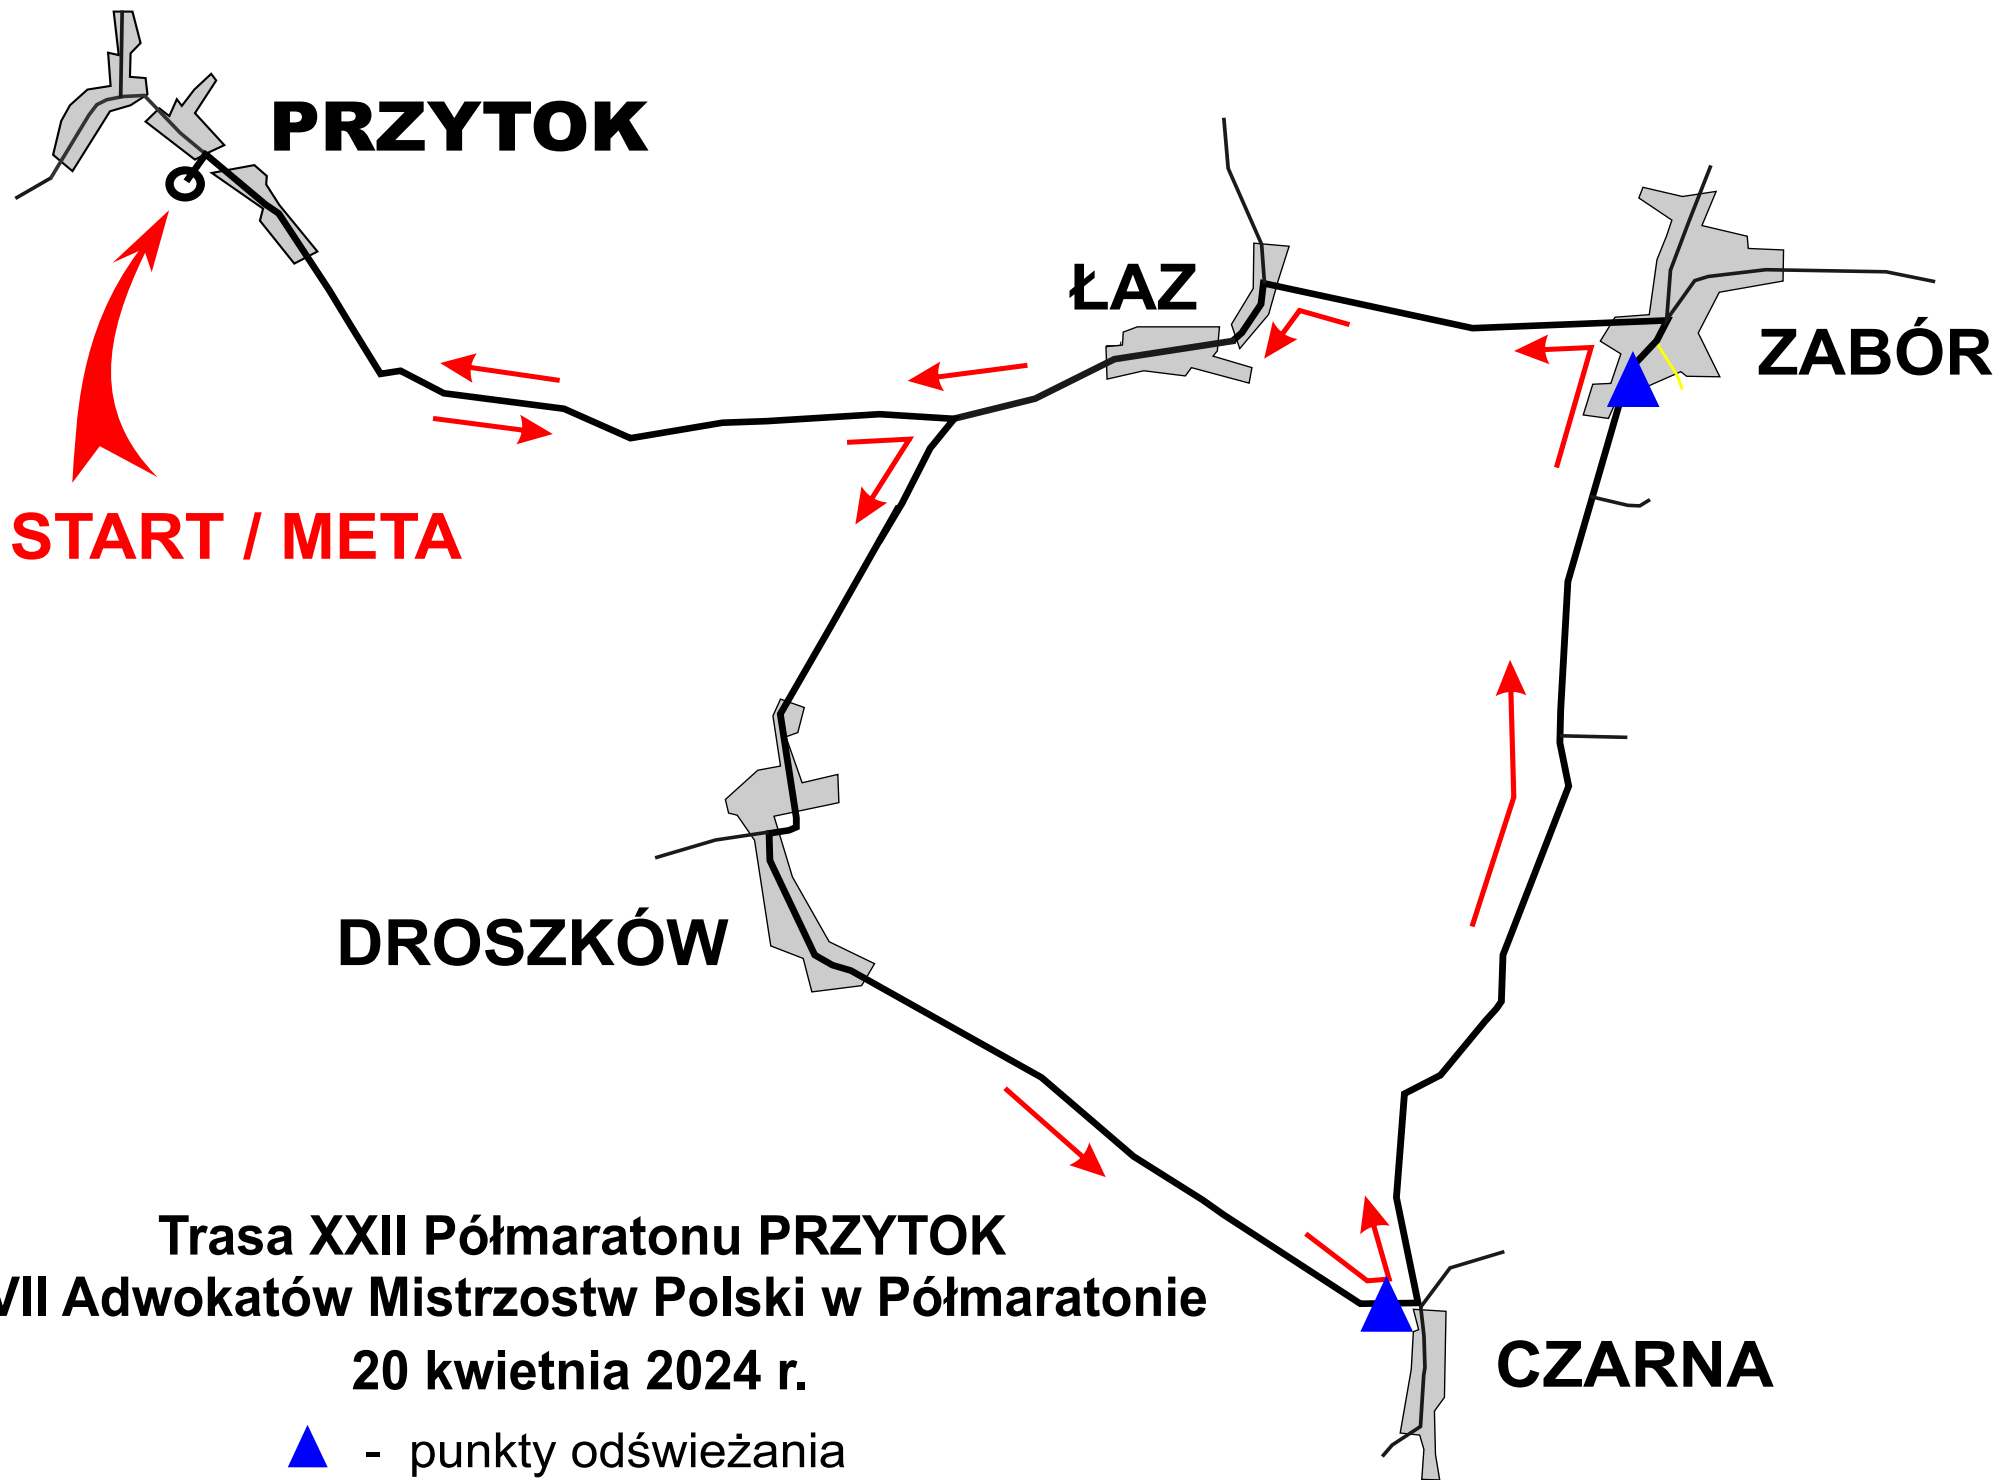 PRZYTOK
ŁAZ
ZABÓR
START / META
DROSZKÓW
CZARNA
Trasa XXII Półmaratonu PRZYTOK
VII Adwokatów Mistrzostw Polski w Półmaratonie
20 kwietnia 2024 r.
- punkty odświeżania